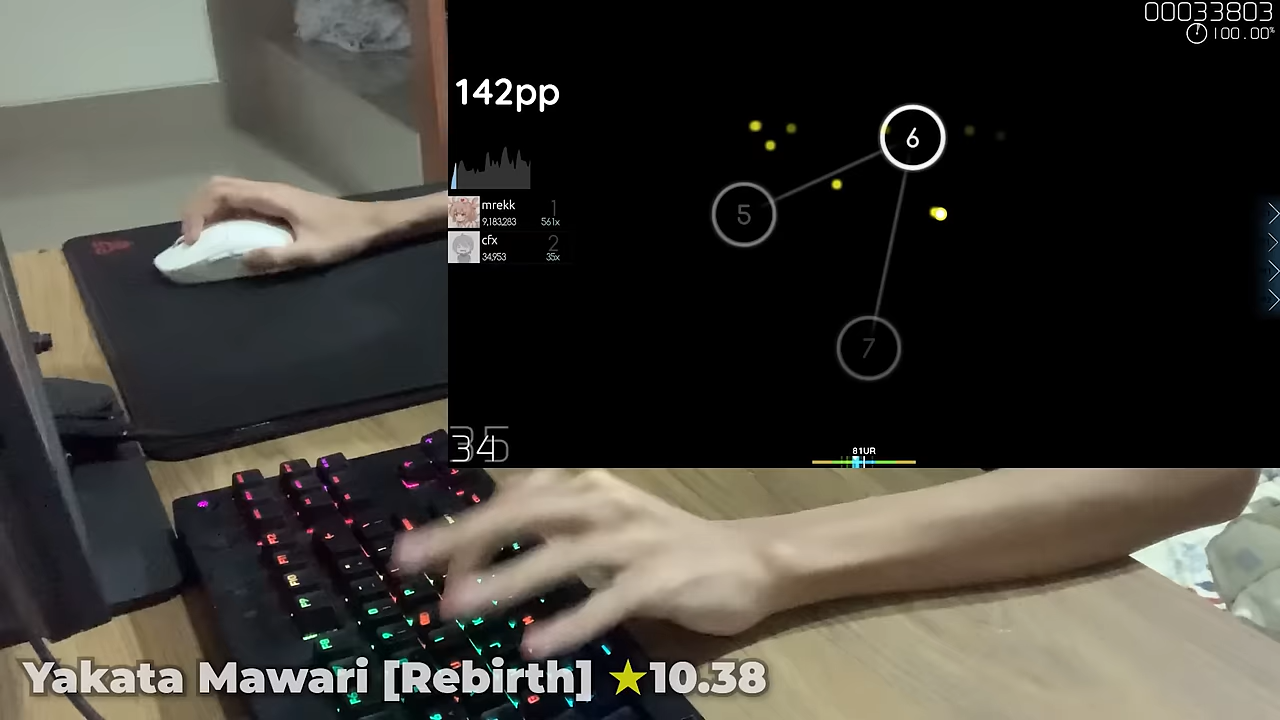 00033803
100.00%
142pp
5
6
7
mrekk 1
9,183,283 561x
cfx 2
34,953 35x
81UR
Yakata Mawari [Rebirth] ★10.38